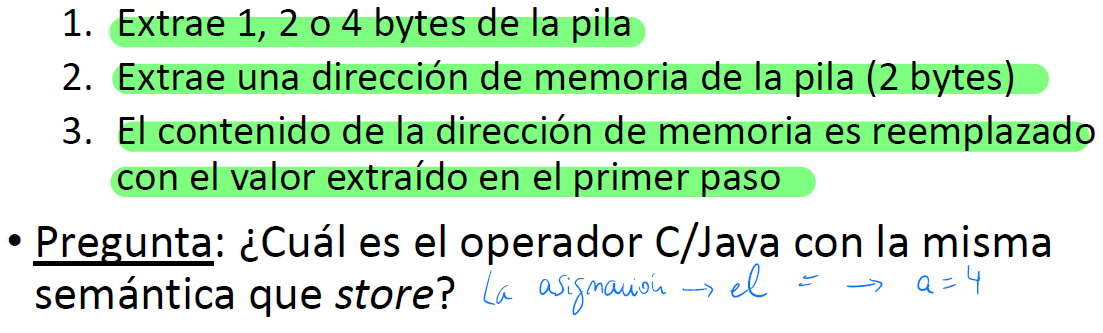 1. Extrae 1, 2 o 4 bytes de la pila
2. Extrae una dirección de memoria de la pila (2 bytes)
3. El contenido de la dirección de memoria es reemplazado
con el valor extraído en el primer paso
• Pregunta: ¿Cuál es el operador C/Java con la misma
semántica que store? La asignación → el = → a=4